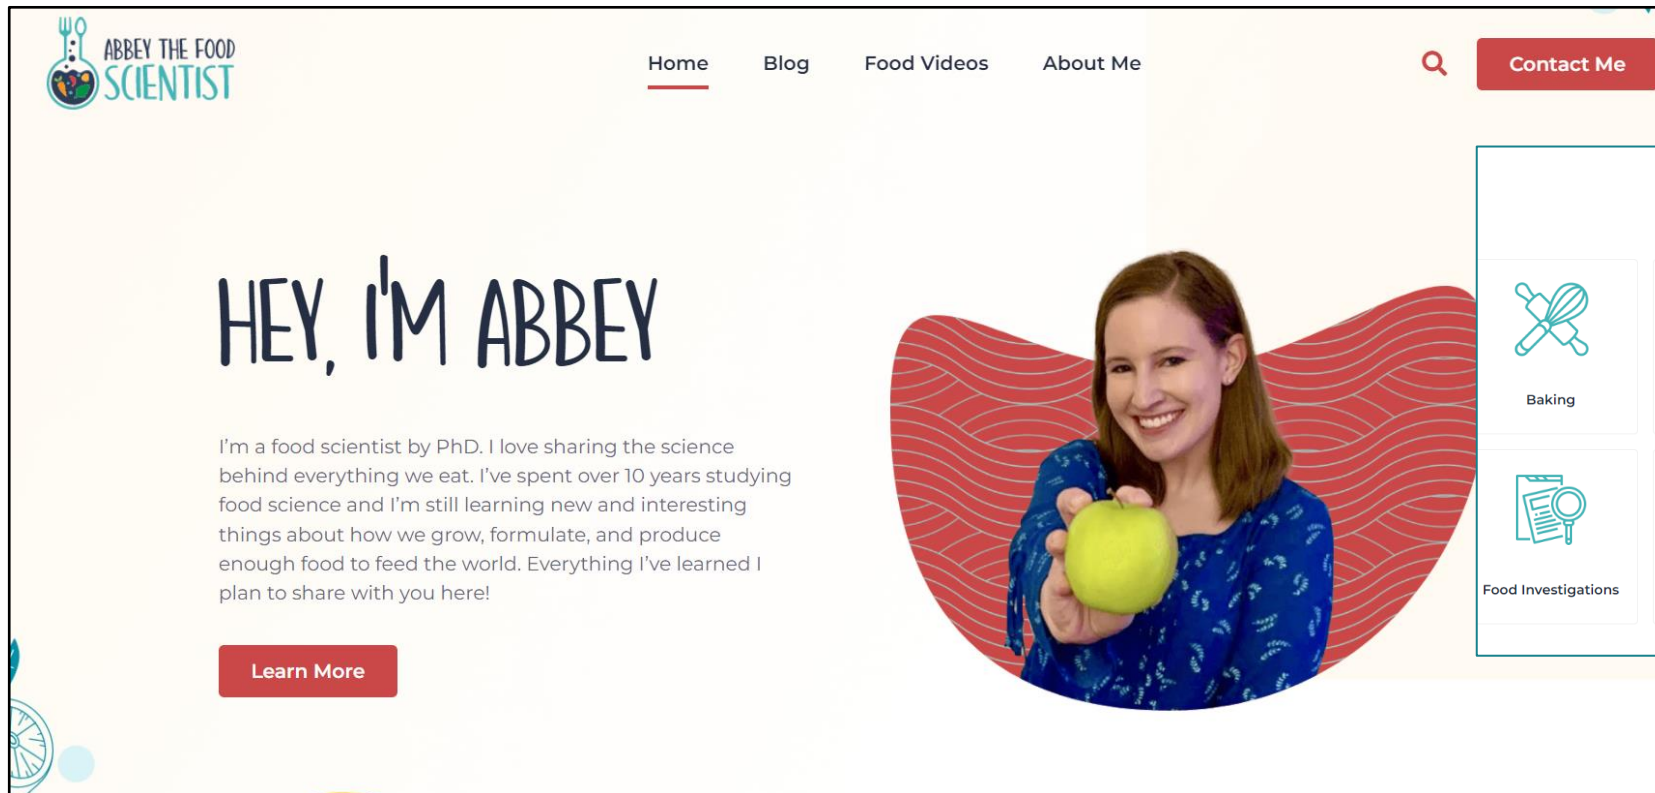 ABBEY THE FOOD
SCIENTIST
Home Blog Food Videos About Me
Contact Me
HEY, I'M ABBEY
I'm a food scientist by PhD. I love sharing the science
behind everything we eat. I've spent over 10 years studying
food science and I'm still learning new and interesting
things about how we grow, formulate, and produce
enough food to feed the world. Everything I've learned I
plan to share with you here!
Learn More
Baking
Food Investigations